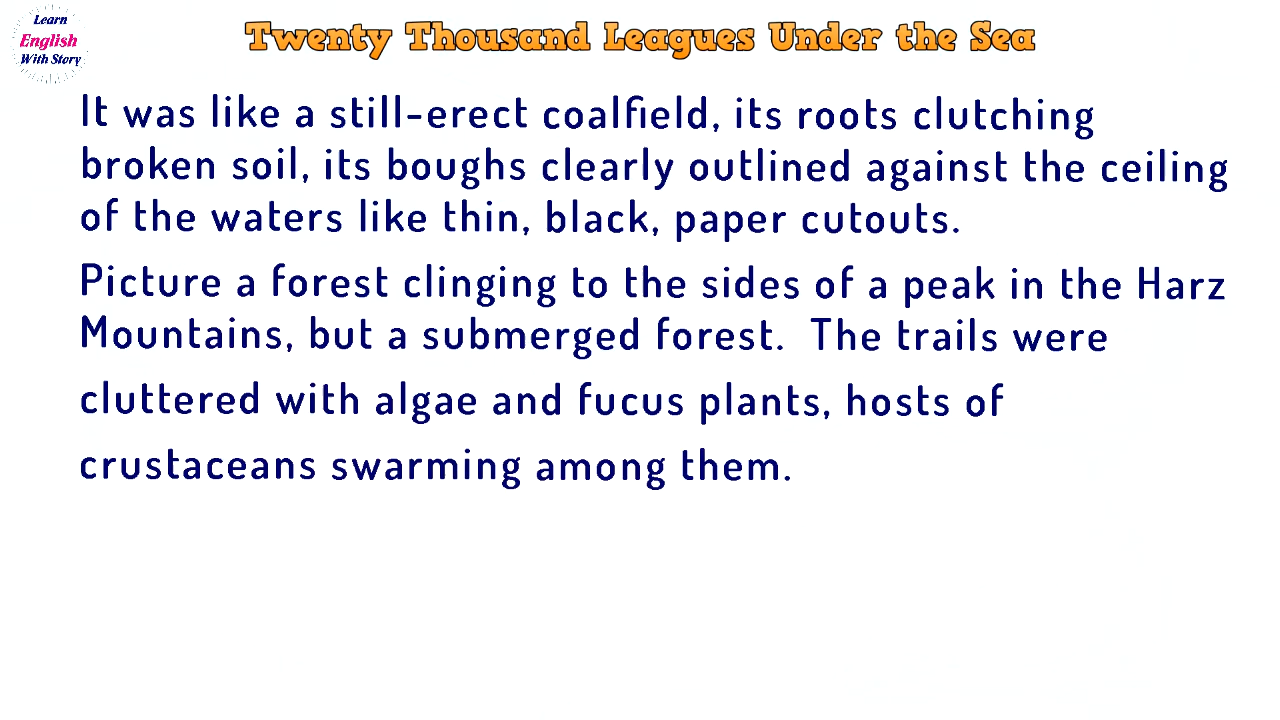 Learn
English
With Story
Twenty Thousand Leagues Under the Sea
It was like a still-erect coalfield, its roots clutching
broken soil, its boughs clearly outlined against the ceiling
of the waters like thin, black, paper cutouts.
Picture a forest clinging to the sides of a peak in the Harz
Mountains, but a submerged forest.  The trails were
cluttered with algae and fucus plants, hosts of
crustaceans swarming among them.